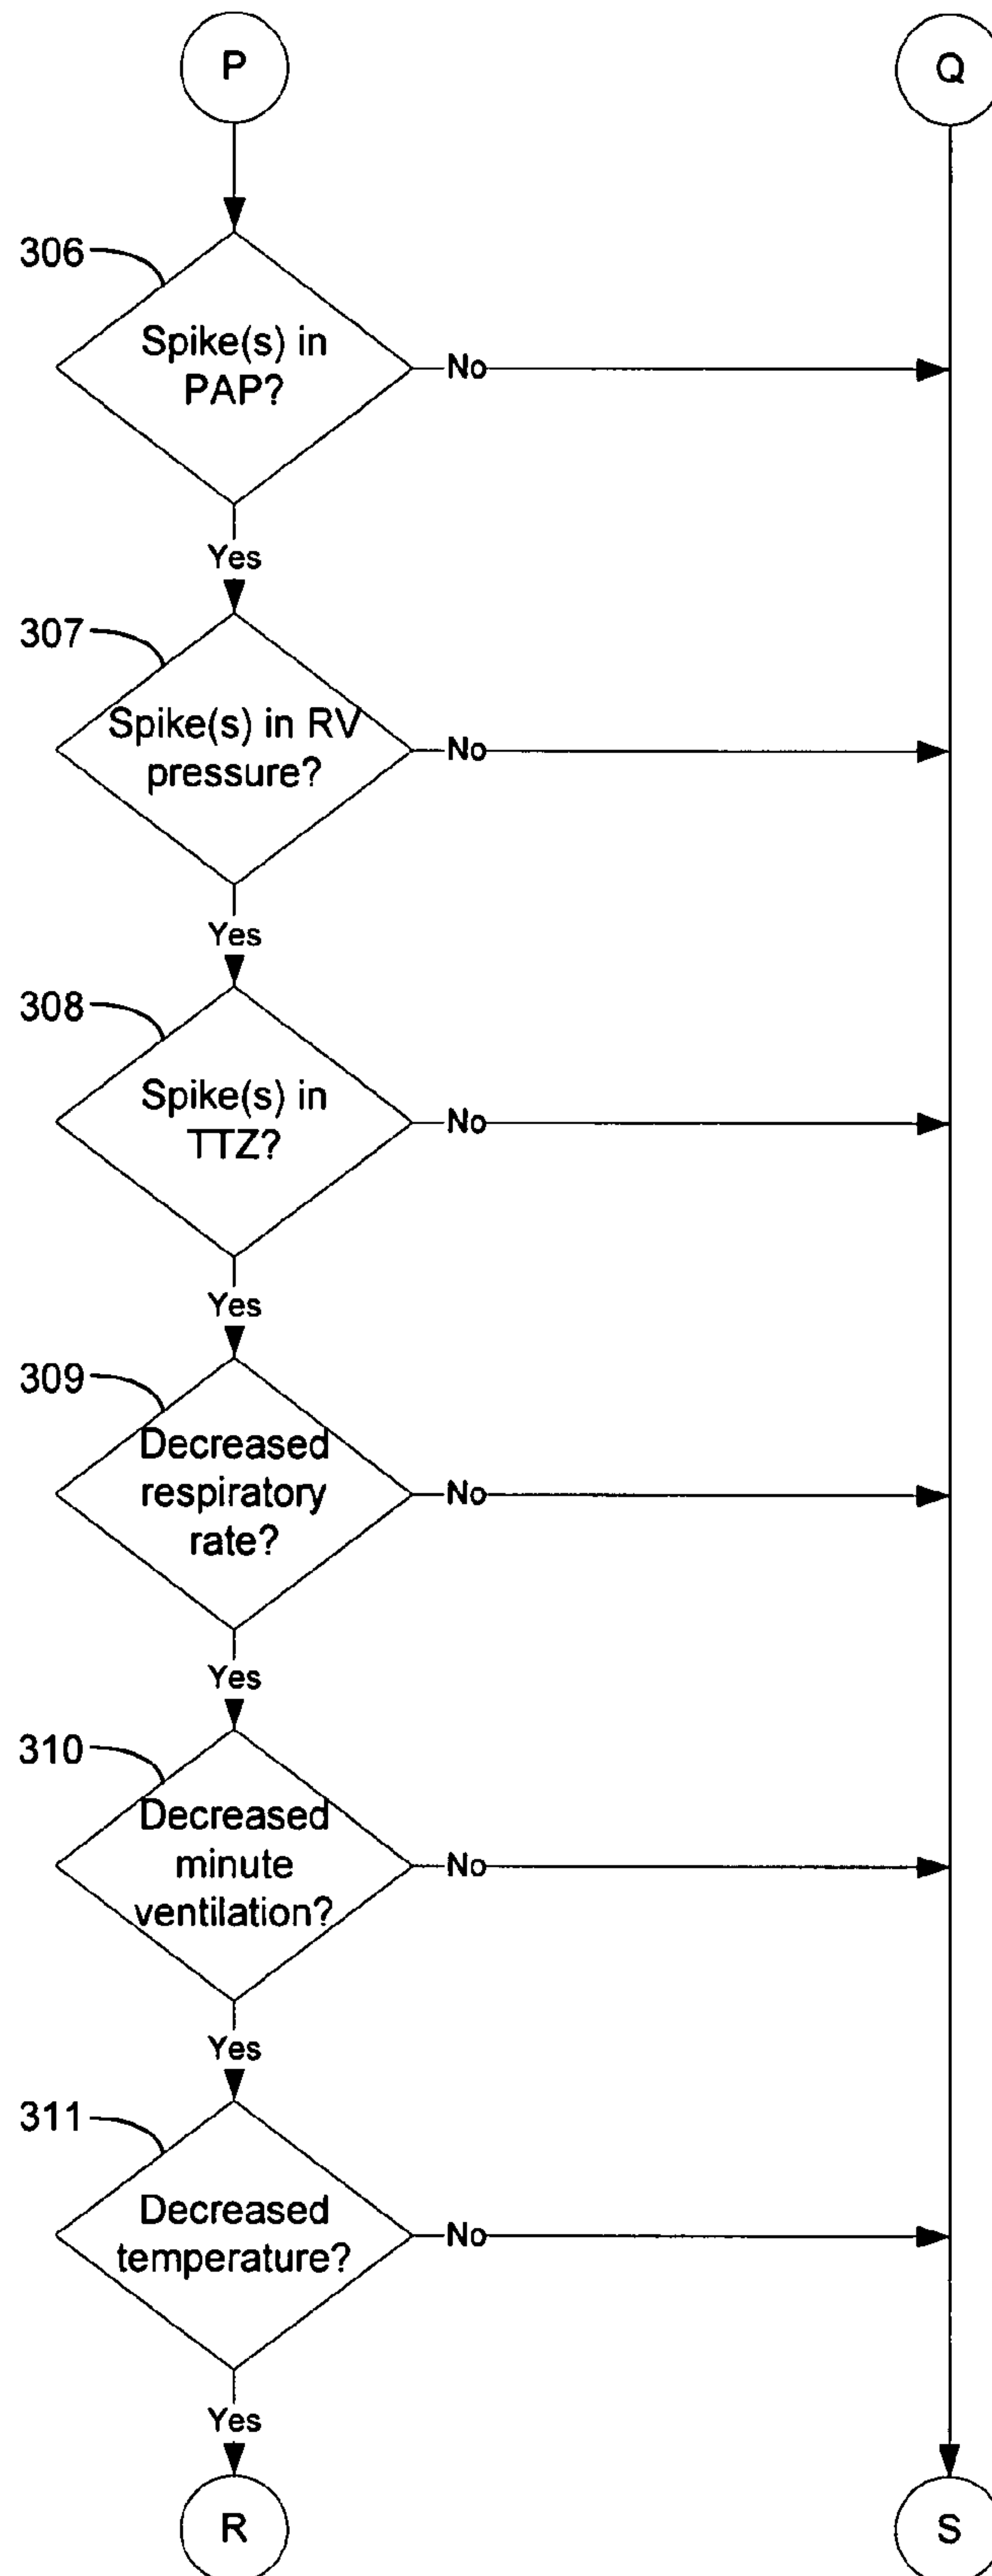 P
Q
306
Spike(s) in
PAP?
No
Yes
307
Spike(s) in RV
pressure?
No
Yes
308
Spike(s) in
TTZ?
No
Yes
309
Decreased
respiratory
rate?
No
Yes
310
Decreased
minute
ventilation?
No
Yes
311
Decreased
temperature?
No
Yes
R
S